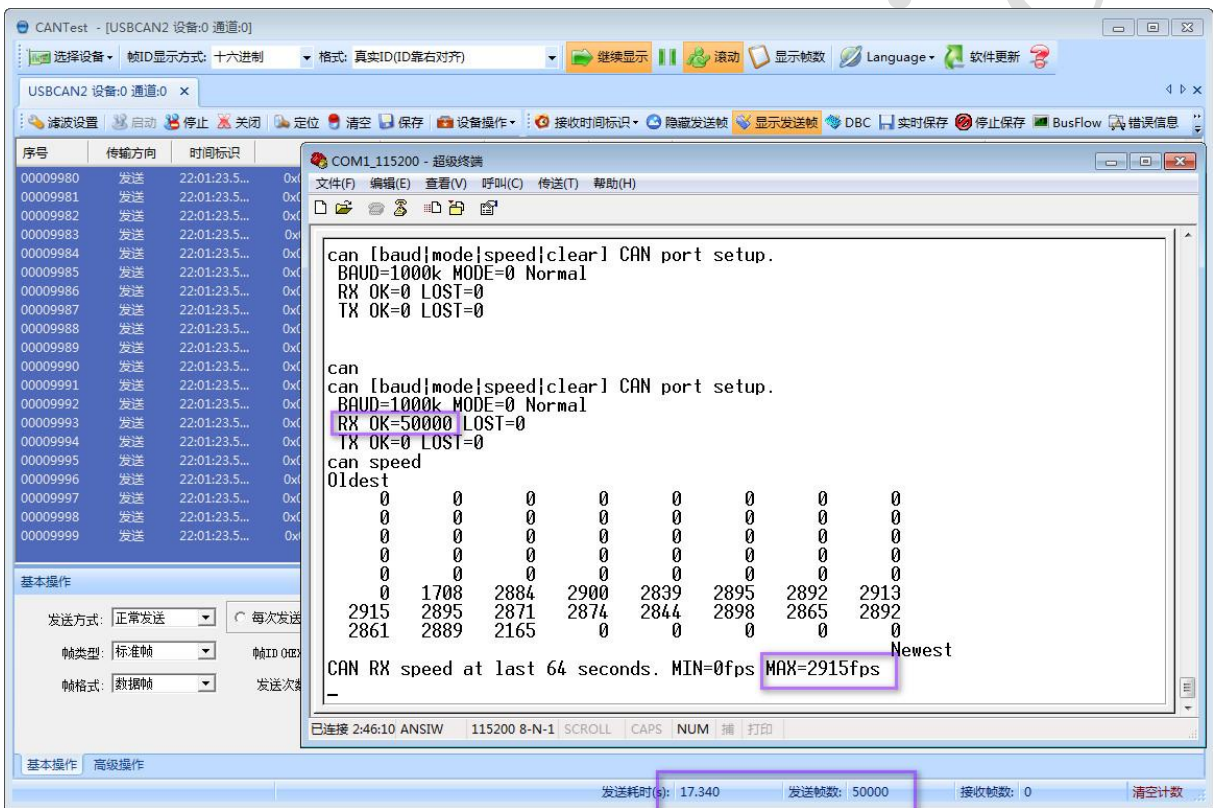 CANTest - [USBCAN2 设备:0 通道:0]
选择设备 帧ID显示方式: 十六进制 格式: 真实ID(ID靠右对齐) 继续显示 滚动 显示帧数 Language 软件更新
USBCAN2 设备:0 通道:0
滤波设置 启动 停止 关闭 定位 清空 保存 设备操作 接收时间标识 隐藏发送帧 显示发送帧 DBC 实时保存 停止保存 BusFlow 错误信息
序号 传输方向 时间标识
00009980 发送 22:01:23.5...
00009981 发送 22:01:23.5...
00009982 发送 22:01:23.5...
00009983 发送 22:01:23.5...
00009984 发送 22:01:23.5...
00009985 发送 22:01:23.5...
00009986 发送 22:01:23.5...
00009987 发送 22:01:23.5...
00009988 发送 22:01:23.5...
00009989 发送 22:01:23.5...
00009990 发送 22:01:23.5...
00009991 发送 22:01:23.5...
00009992 发送 22:01:23.5...
00009993 发送 22:01:23.5...
00009994 发送 22:01:23.5...
00009995 发送 22:01:23.5...
00009996 发送 22:01:23.5...
00009997 发送 22:01:23.5...
00009998 发送 22:01:23.5...
00009999 发送 22:01:23.5...
COM1_115200 - 超级终端
文件(F) 编辑(E) 查看(V) 呼叫(C) 传送(T) 帮助(H)
can [baud|mode|speed|clear] CAN port setup.
BAUD=1000k MODE=0 Normal
RX OK=0 LOST=0
TX OK=0 LOST=0
can
can [baud|mode|speed|clear] CAN port setup.
BAUD=1000k MODE=0 Normal
RX OK=50000 LOST=0
TX OK=0 LOST=0
can speed
Oldest
0 0 0 0 0 0 0 0
0 0 0 0 0 0 0 0
0 0 0 0 0 0 0 0
0 0 0 0 0 0 0 0
0 0 0 0 0 0 0 0
0 1708 2884 2900 2839 2895 2892 2913
2915 2895 2871 2874 2844 2898 2865 2892
2861 2889 2165 0 0 0 0 0
Newest
CAN RX speed at last 64 seconds. MIN=0fps MAX=2915fps
已连接 2:46:10 ANSIW 115200 8-N-1 SCROLL CAPS NUM 捕 打印
基本操作
发送方式: 正常发送 每次发送
帧类型: 标准帧 帧ID(HEX
帧格式: 数据帧 发送次数
基本操作 高级操作
发送耗时(s): 17.340 发送帧数: 50000 接收帧数: 0 清空计数